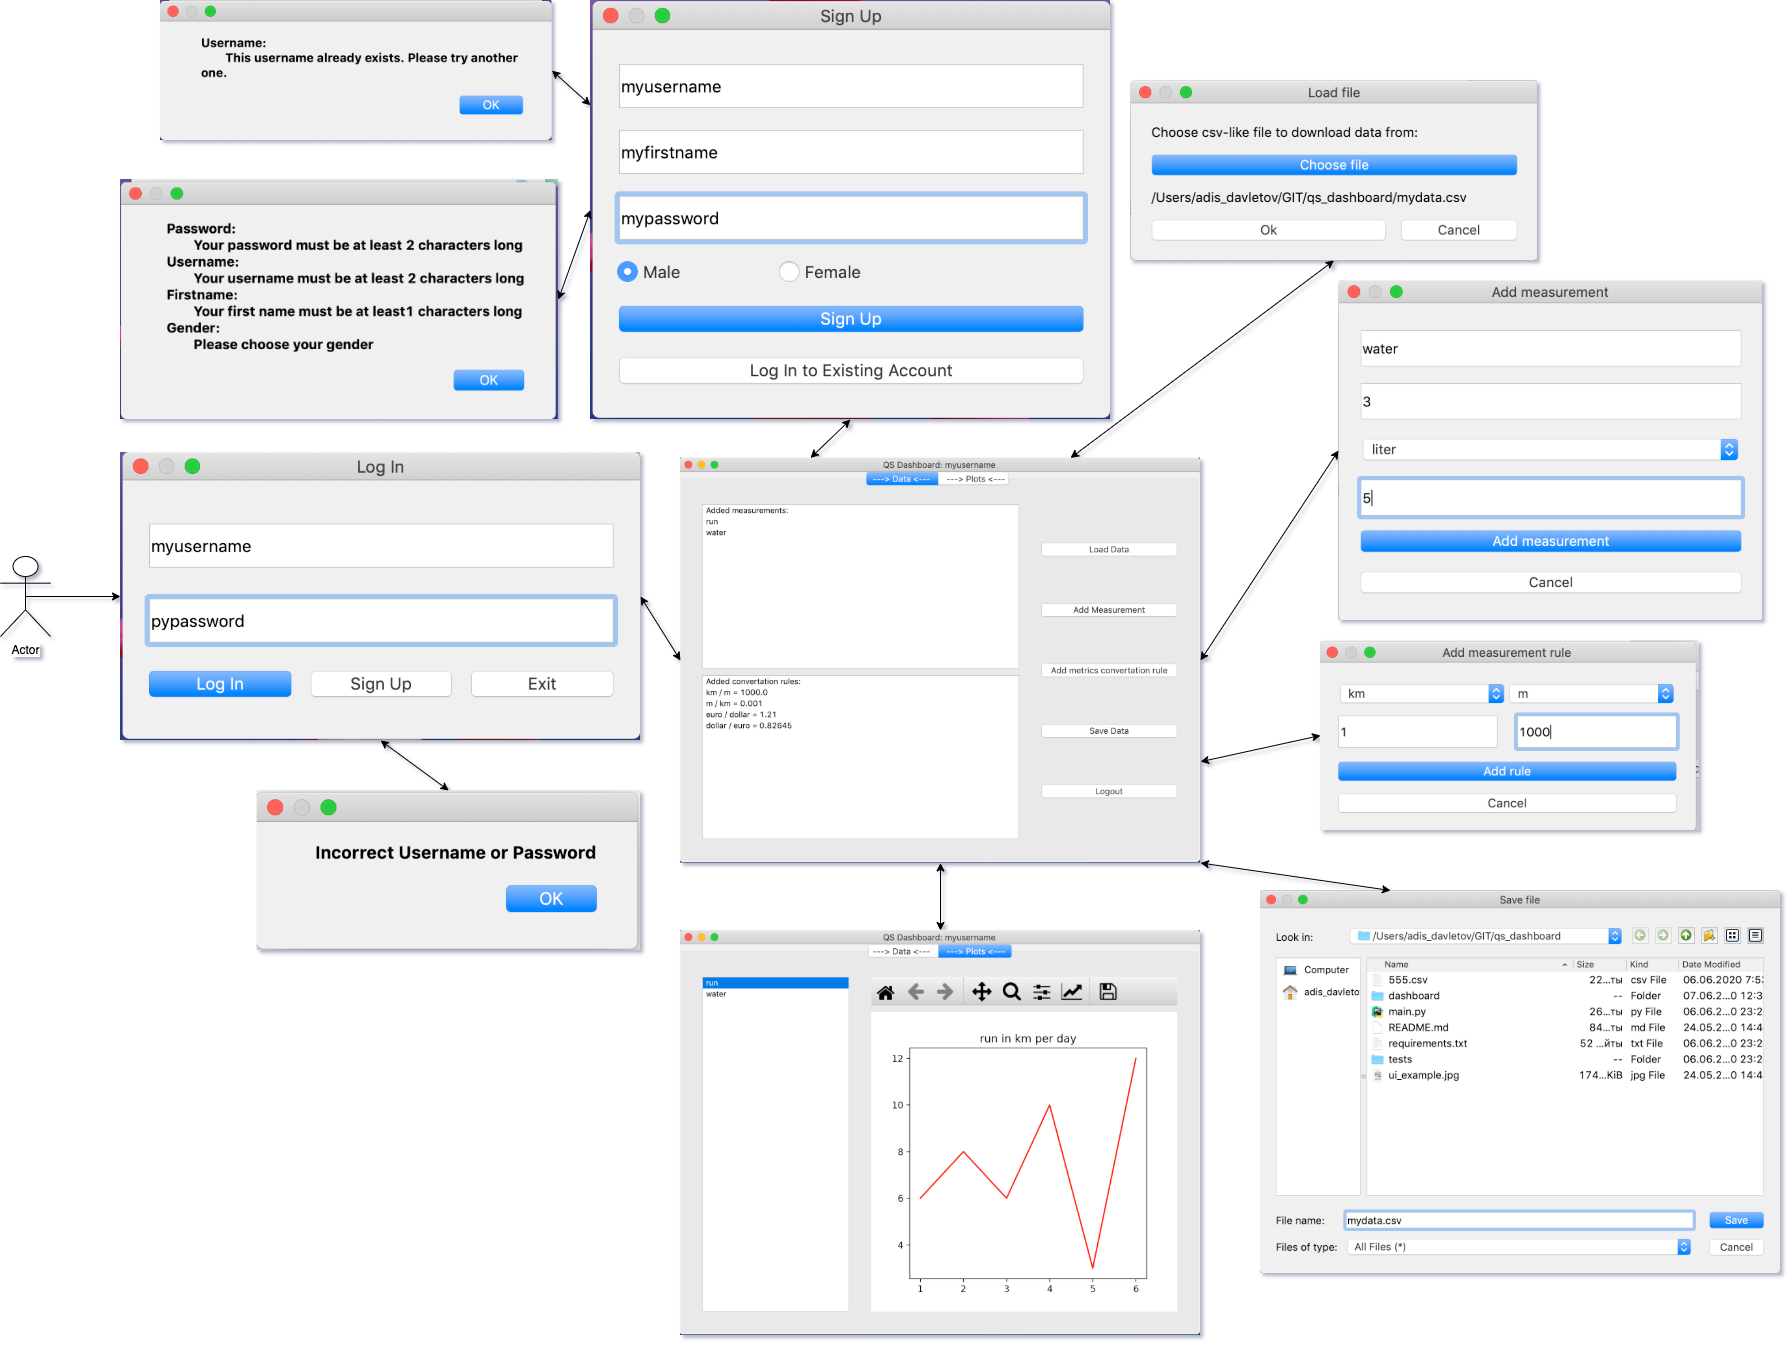 Username:
This username already exists. Please try another
one.
OK
Password:
Your password must be at least 2 characters long
Username:
Your username must be at least 2 characters long
Firstname:
Your first name must be at least1 characters long
Gender:
Please choose your gender
OK
Sign Up
myusername
myfirstname
mypassword
Male Female
Sign Up
Log In to Existing Account
Load file
Choose csv-like file to download data from:
Choose file
/Users/adis_davletov/GIT/qs_dashboard/mydata.csv
Ok Cancel
Add measurement
water
3
liter
5
Add measurement
Cancel
Actor
Log In
myusername
pypassword
Log In Sign Up Exit
Incorrect Username or Password
OK
QS Dashboard: myusername
---> Data <--- ---> Plots <---
Added measurements:
run
water
Added convertation rules:
km / m = 1000.0
m / km = 0.001
euro / dollar = 1.21
dollar / euro = 0.82645
Load Data
Add Measurement
Add metrics convertation rule
Save Data
Logout
Add measurement rule
km m
1 1000
Add rule
Cancel
QS Dashboard: myusername
---> Data <--- ---> Plots <---
run
water
run in km per day
12
10
8
6
4
1 2 3 4 5 6
Save file
Look in: /Users/adis_davletov/GIT/qs_dashboard
Computer
adis_davleto
Name Size Kind Date Modified
555.csv 22...ты csv File 06.06.2020 7:5
dashboard -- Folder 07.06.2...0 12:3
main.py 26...ты py File 06.06.2...0 23:2
README.md 84...ты md File 24.05.2...0 14:4
requirements.txt 52 ...йты txt File 06.06.2...0 23:2
tests -- Folder 06.06.2...0 23:2
ui_example.jpg 174...KiB jpg File 24.05.2...0 14:4
File name: mydata.csv Save
Files of type: All Files (*) Cancel